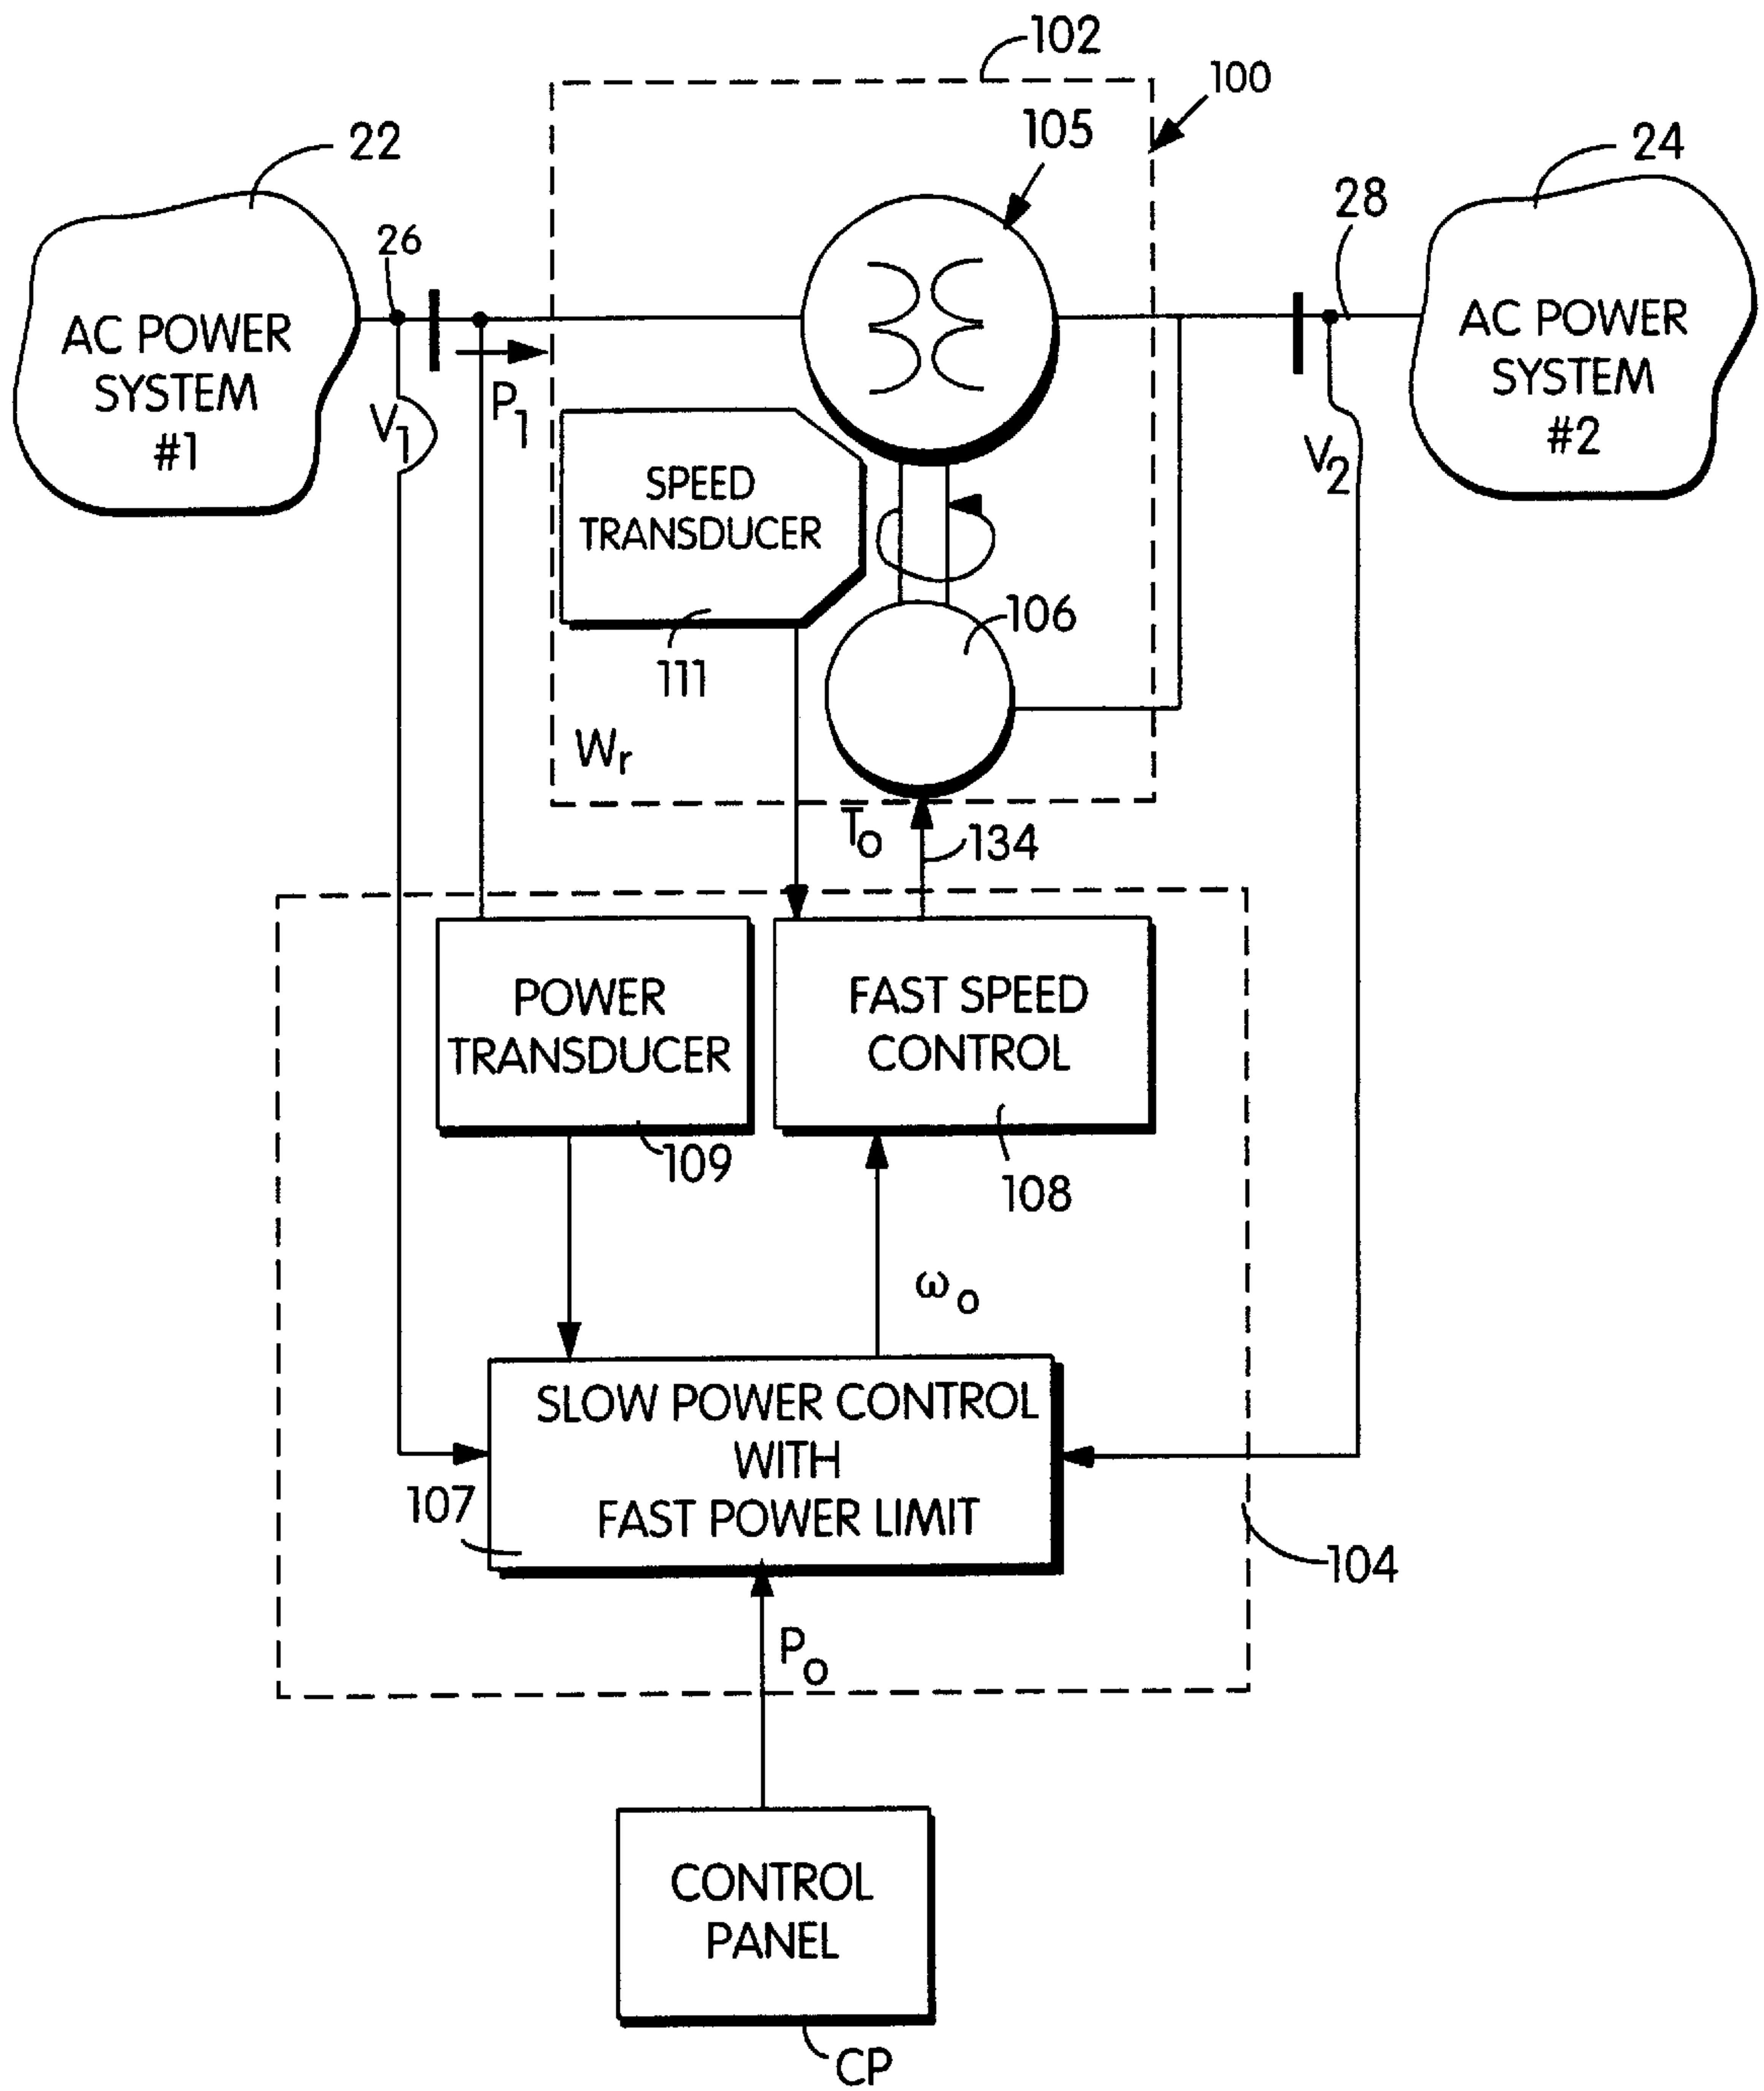 102
100
105
22
24
28
26
AC POWER
SYSTEM
#1
AC POWER
SYSTEM
#2
P1
V1
V2
SPEED
TRANSDUCER
106
111
Wr
To
134
POWER
TRANSDUCER
FAST SPEED
CONTROL
109
108
ωo
SLOW POWER CONTROL
WITH
FAST POWER LIMIT
107
104
Po
CONTROL
PANEL
CP